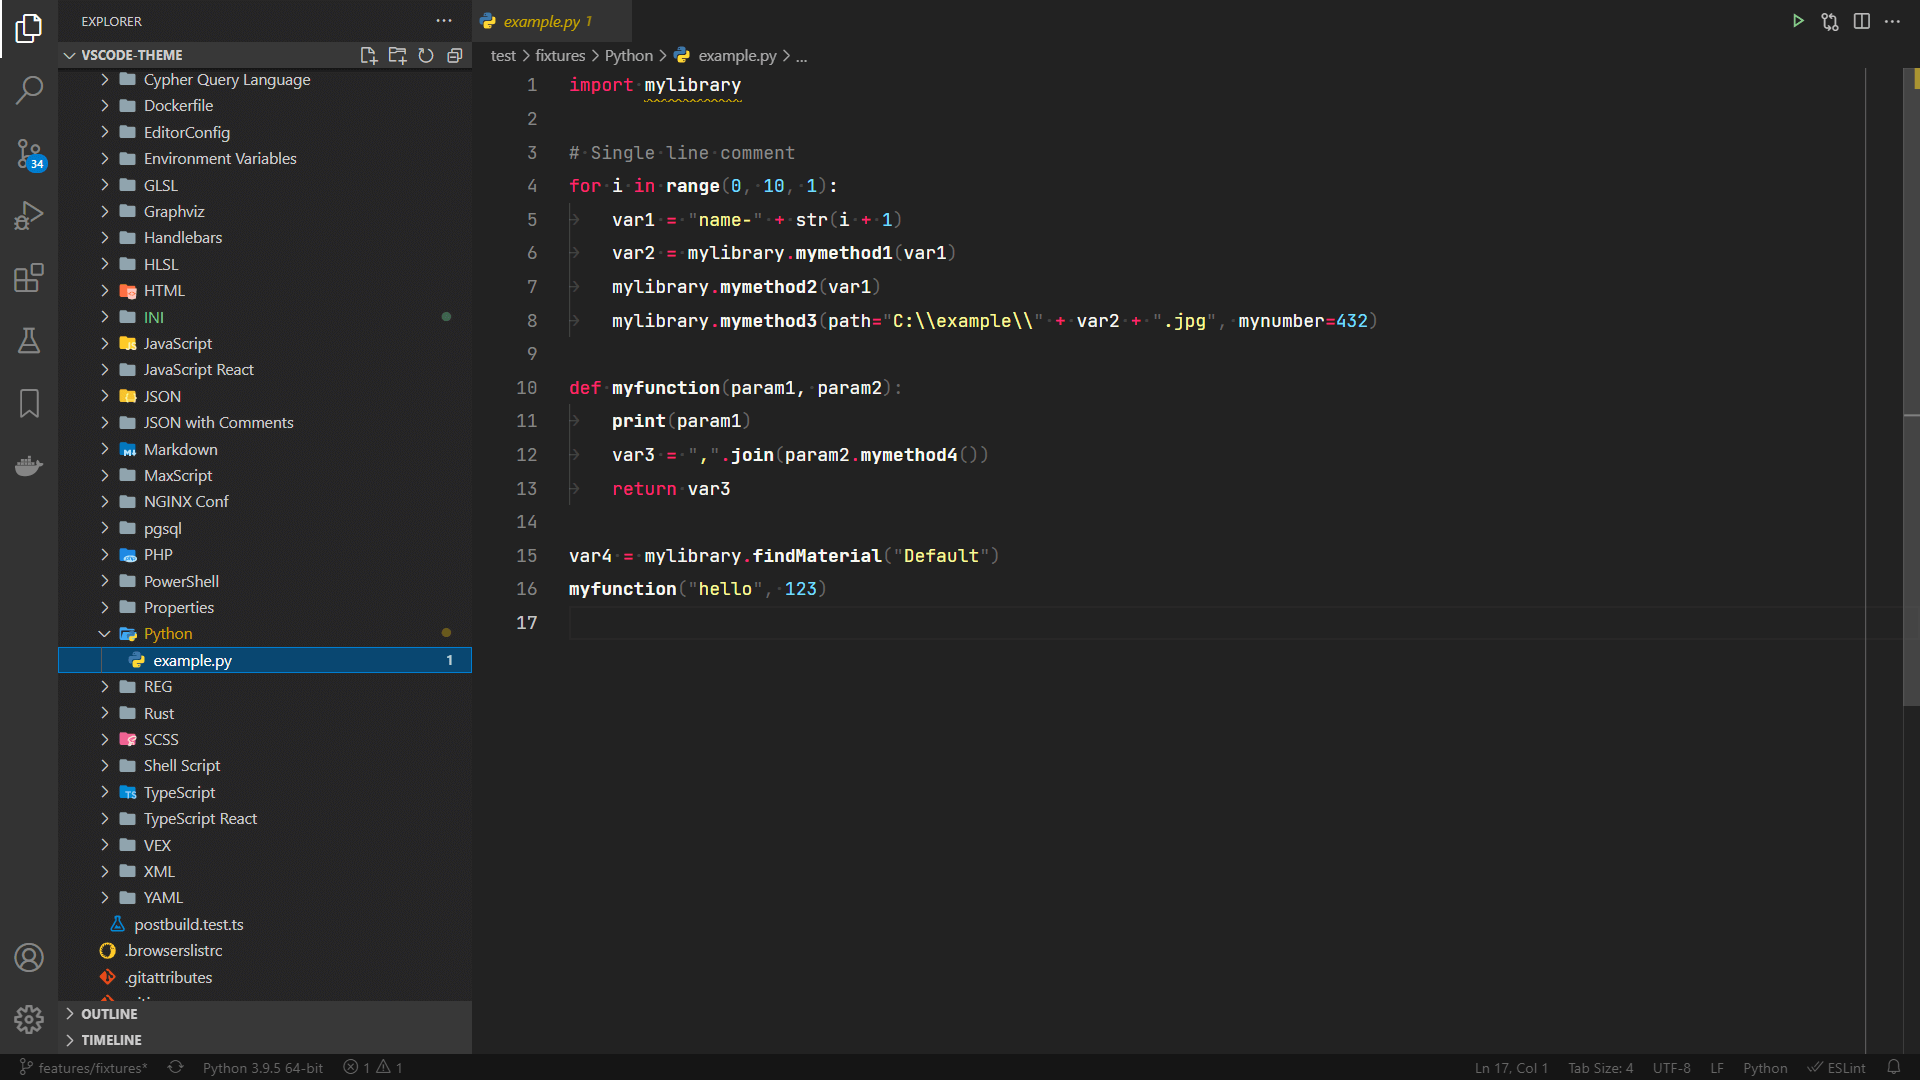 EXPLORER
VSCODE-THEME
Cypher Query Language
Dockerfile
EditorConfig
Environment Variables
GLSL
Graphviz
Handlebars
HLSL
HTML
INI
JavaScript
JavaScript React
JSON
JSON with Comments
Markdown
MaxScript
NGINX Conf
pgsql
PHP
PowerShell
Properties
Python
example.py 1
REG
Rust
SCSS
Shell Script
TypeScript
TypeScript React
VEX
XML
YAML
postbuild.test.ts
.browserslistrc
.gitattributes
OUTLINE
TIMELINE
34
example.py 1
test > fixtures > Python > example.py > ...
1 import mylibrary
2
3 # Single line comment
4 for i in range(0, 10, 1):
5 var1 = "name-" + str(i + 1)
6 var2 = mylibrary.mymethod1(var1)
7 mylibrary.mymethod2(var1)
8 mylibrary.mymethod3(path="C:\\example\\" + var2 + ".jpg", mynumber=432)
9
10 def myfunction(param1, param2):
11 print(param1)
12 var3 = ",".join(param2.mymethod4())
13 return var3
14
15 var4 = mylibrary.findMaterial("Default")
16 myfunction("hello", 123)
17
features/fixtures* Python 3.9.5 64-bit 1 1 Ln 17, Col 1 Tab Size: 4 UTF-8 LF Python ESLint